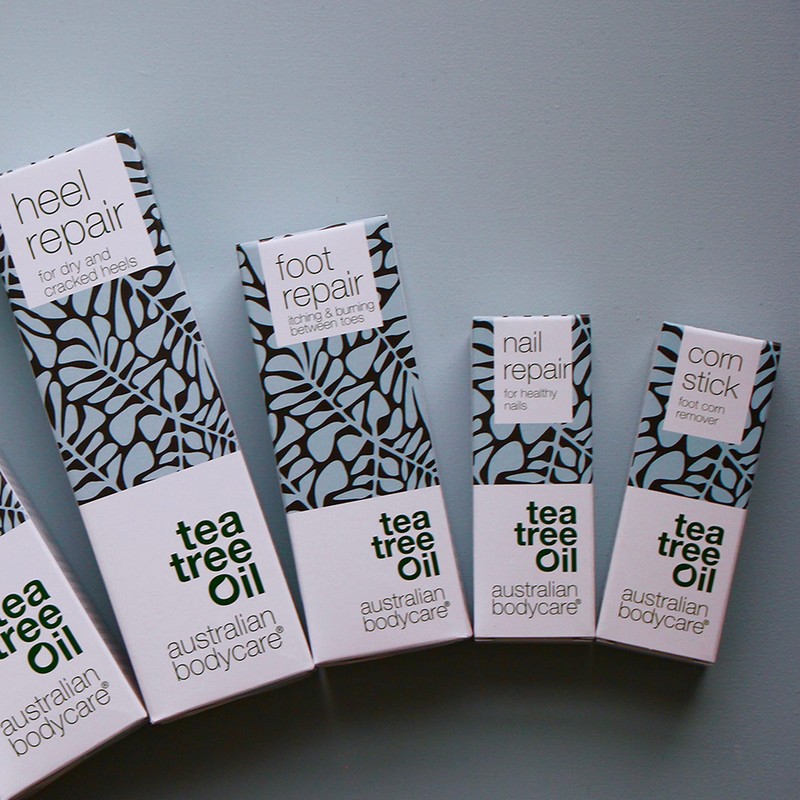 heel
repair
for dry and
cracked heels
tea
tree
oil
australian
bodycare®
foot
repair
itching & burning
between toes
tea
tree
oil
australian
bodycare®
nail
repair
for healthy
nails
tea
tree
oil
australian
bodycare®
corn
stick
foot corn
remover
tea
tree
oil
australian
bodycare®
tea
tree
oil
australian
bodycare®